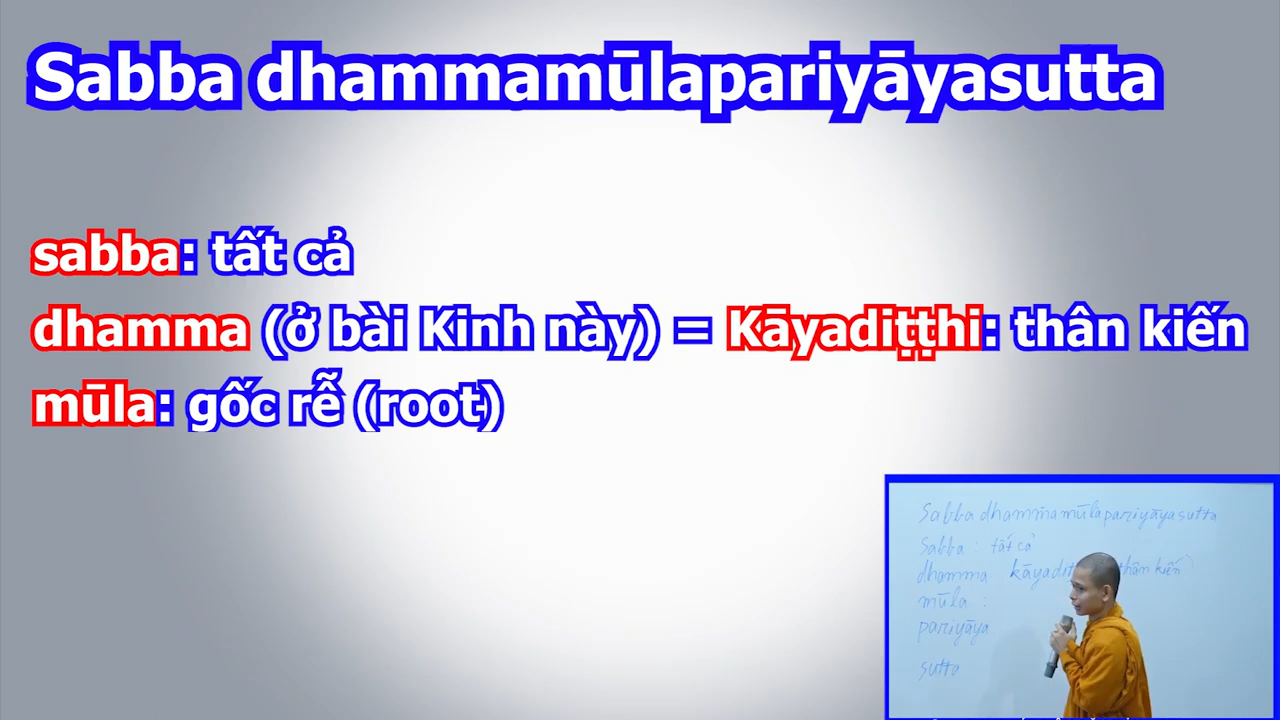 Sabba dhammamūlapariyāyasutta
sabba: tất cả
dhamma (ở bài Kinh này) = Kāyadiṭṭhi: thân kiến
mūla: gốc rễ (root)
Sabba dhammamūlapariyāyasutta
Sabba : tất cả
dhamma kāyadiṭ thân kiến
mūla :
pariyāya
sutta